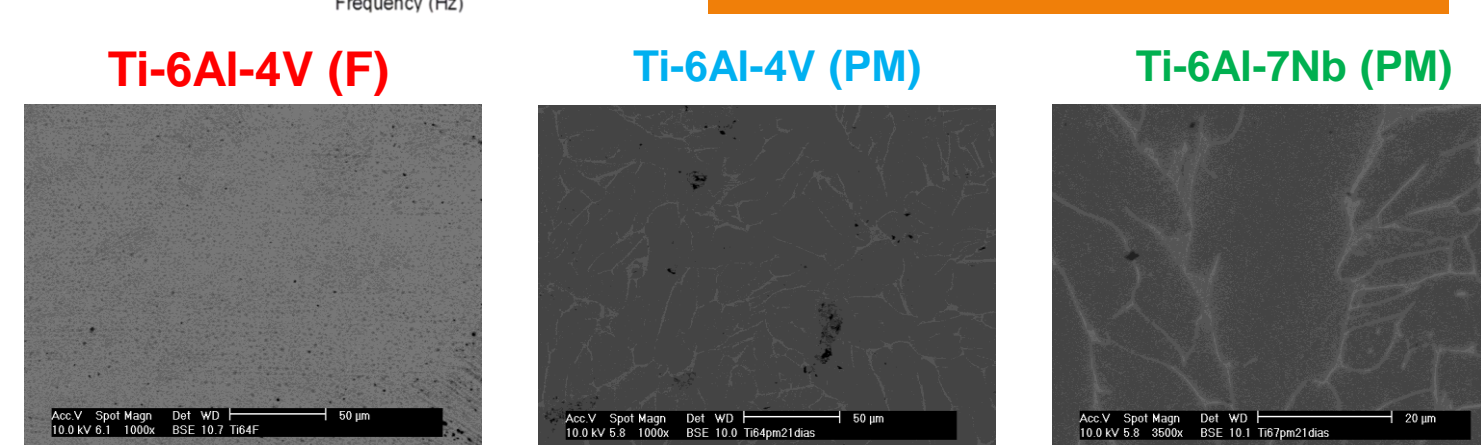 Frequency (Hz)
Ti-6Al-4V (F)
Ti-6Al-4V (PM)
Ti-6Al-7Nb (PM)
Acc.V Spot Magn Det WD 50 µm
10.0 kV 6.1 1000x BSE 10.7 Ti64F
Acc.V Spot Magn Det WD 50 µm
10.0 kV 5.8 1000x BSE 10.0 Ti64pm21dias
Acc.V Spot Magn Det WD 20 µm
10.0 kV 5.8 3500x BSE 10.1 Ti67pm21dias